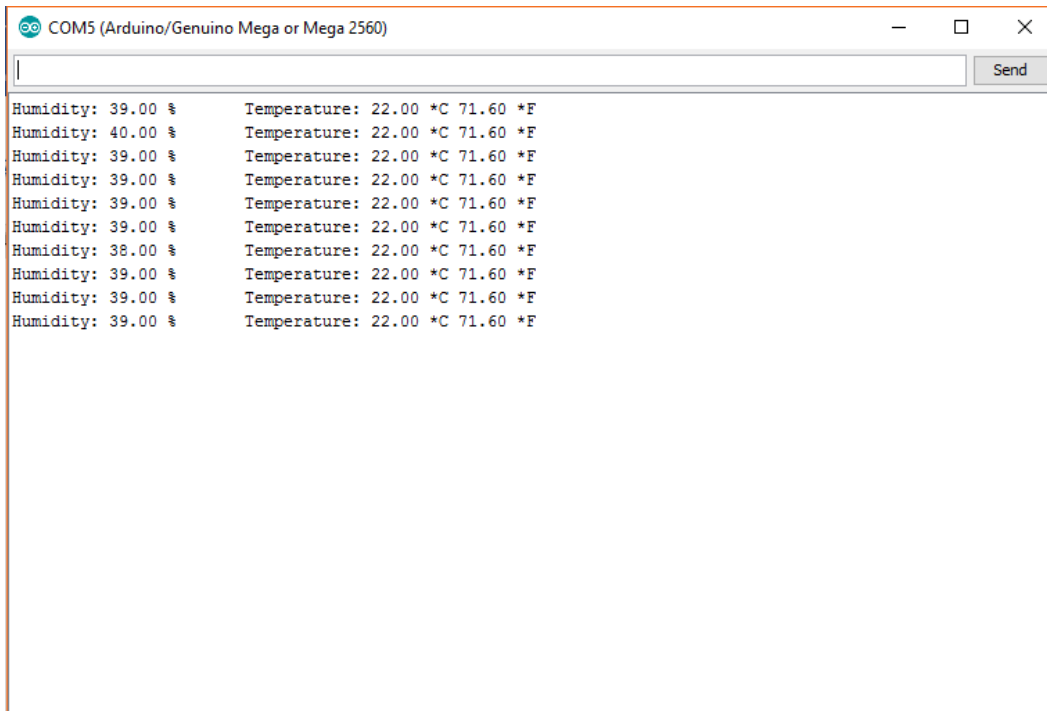 COM5 (Arduino/Genuino Mega or Mega 2560)
Send
Humidity: 39.00 %	Temperature: 22.00 *C 71.60 *F
Humidity: 40.00 %	Temperature: 22.00 *C 71.60 *F
Humidity: 39.00 %	Temperature: 22.00 *C 71.60 *F
Humidity: 39.00 %	Temperature: 22.00 *C 71.60 *F
Humidity: 39.00 %	Temperature: 22.00 *C 71.60 *F
Humidity: 39.00 %	Temperature: 22.00 *C 71.60 *F
Humidity: 38.00 %	Temperature: 22.00 *C 71.60 *F
Humidity: 39.00 %	Temperature: 22.00 *C 71.60 *F
Humidity: 39.00 %	Temperature: 22.00 *C 71.60 *F
Humidity: 39.00 %	Temperature: 22.00 *C 71.60 *F